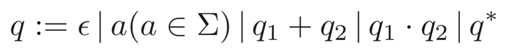 q := ϵ | a(a ∈ Σ) | q₁ + q₂ | q₁ · q₂ | q*